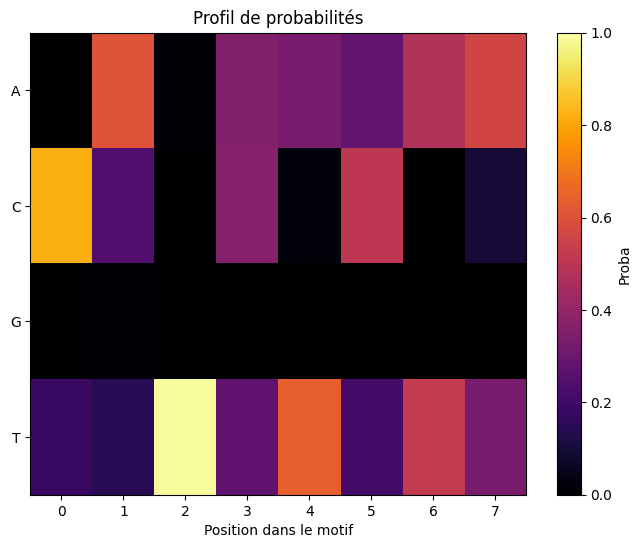 Profil de probabilités
A
C
G
T
0 1 2 3 4 5 6 7
Position dans le motif
1.0
0.8
0.6
0.4
0.2
0.0
Proba